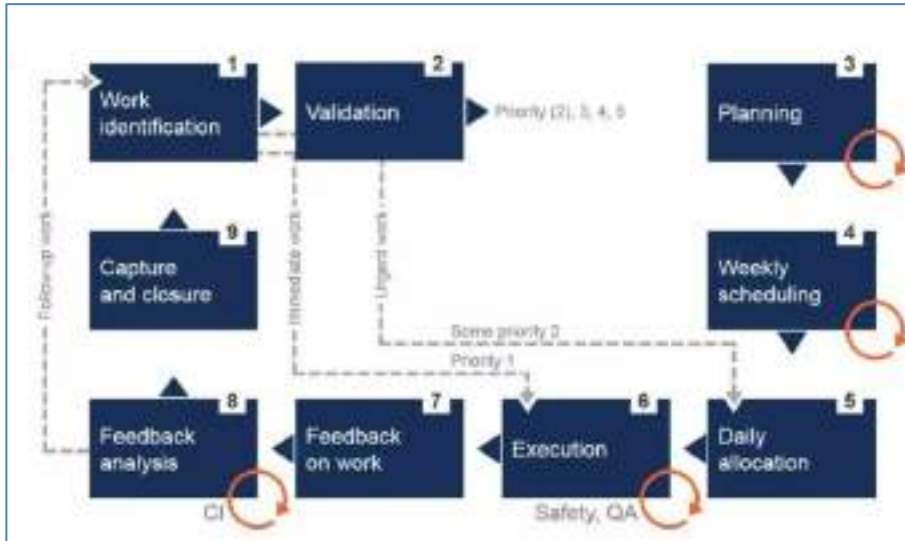 1
Work
identification
2
Validation
Priority (2), 3, 4, 5
3
Planning
9
Capture
and closure
4
Weekly
scheduling
Follow-up work
Immediate work
Urgent work
Some priority 2
Priority 1
8
Feedback
analysis
7
Feedback
on work
6
Execution
5
Daily
allocation
CI
Safety, QA